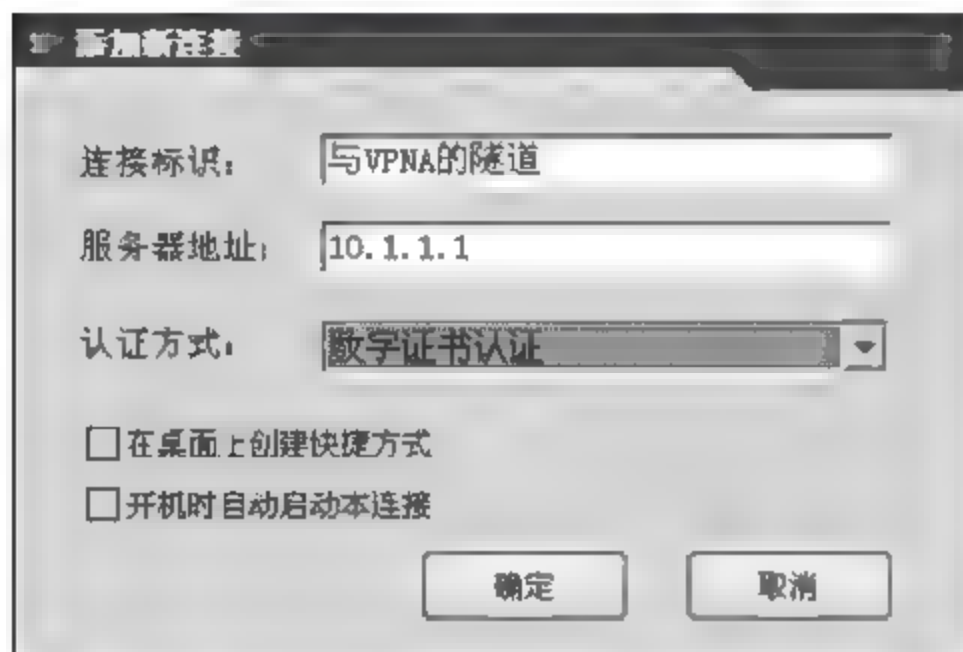 添加新连接
连接标识: 与VPNA的隧道
服务器地址: 10.1.1.1
认证方式: 数字证书认证
在桌面上创建快捷方式
开机时自动启动本连接
确定 取消